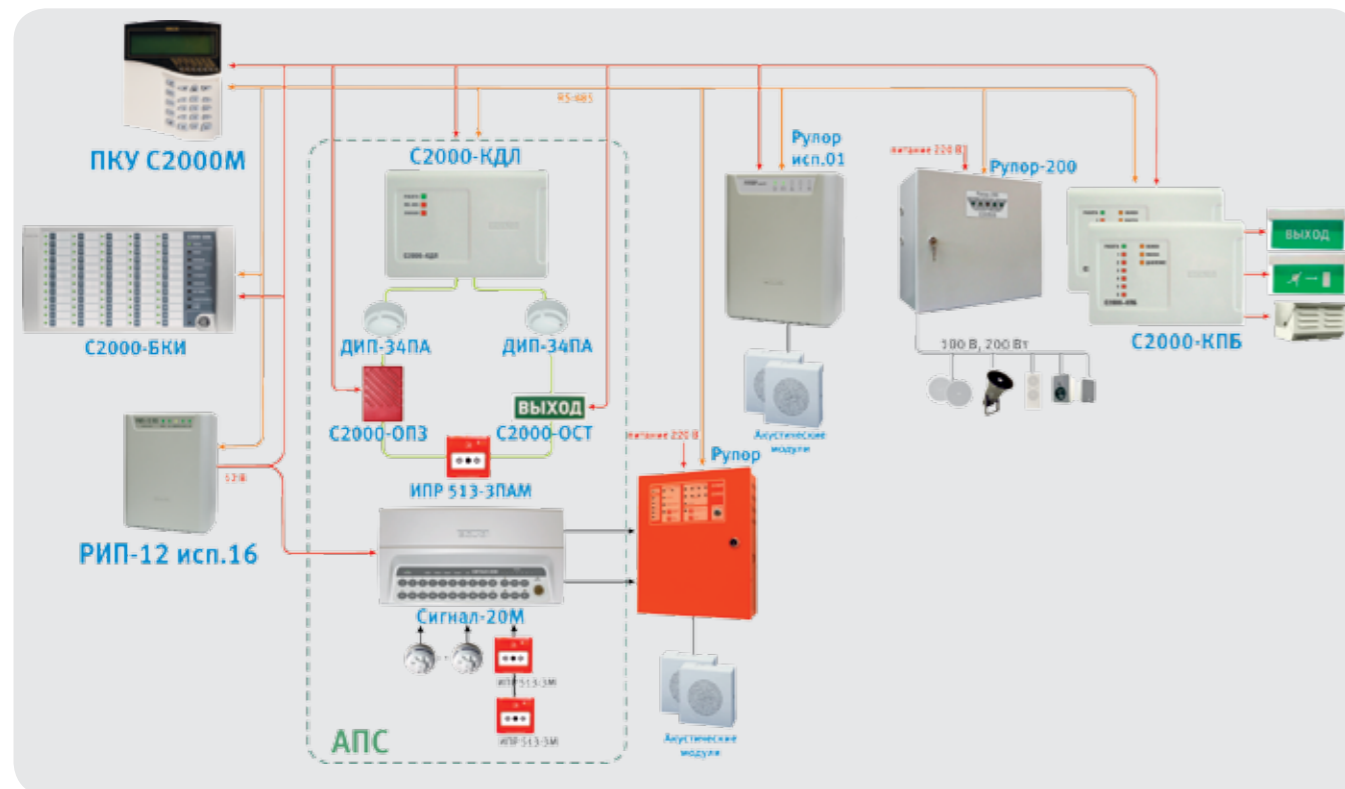 ПКУ С2000М
RS-485
С2000-КДЛ
Рупор
исп.01
питание 220 В
Рупор-200
ВЫХОД
С2000-КПБ
С2000-БКИ
ДИП-34ПА
ДИП-34ПА
100 В, 200 Вт
ВЫХОД
С2000-ОПЗ
С2000-ОСТ
ИПР 513-3ПАМ
питание 220 В
Рупор
Акустические
модули
12 В
РИП-12 исп.16
Сигнал-20М
ИПР 513-3М
ИПР 513-3М
АПС
Акустические
модули